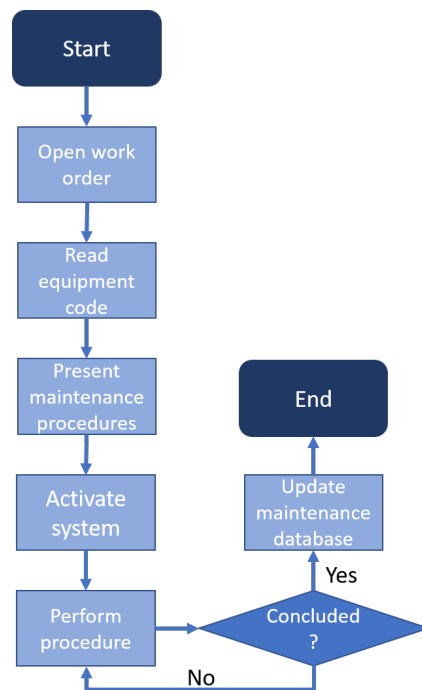 Start
Open work
order
Read
equipment
code
Present
maintenance
procedures
Activate
system
Perform
procedure
Concluded
?
No
Yes
Update
maintenance
database
End